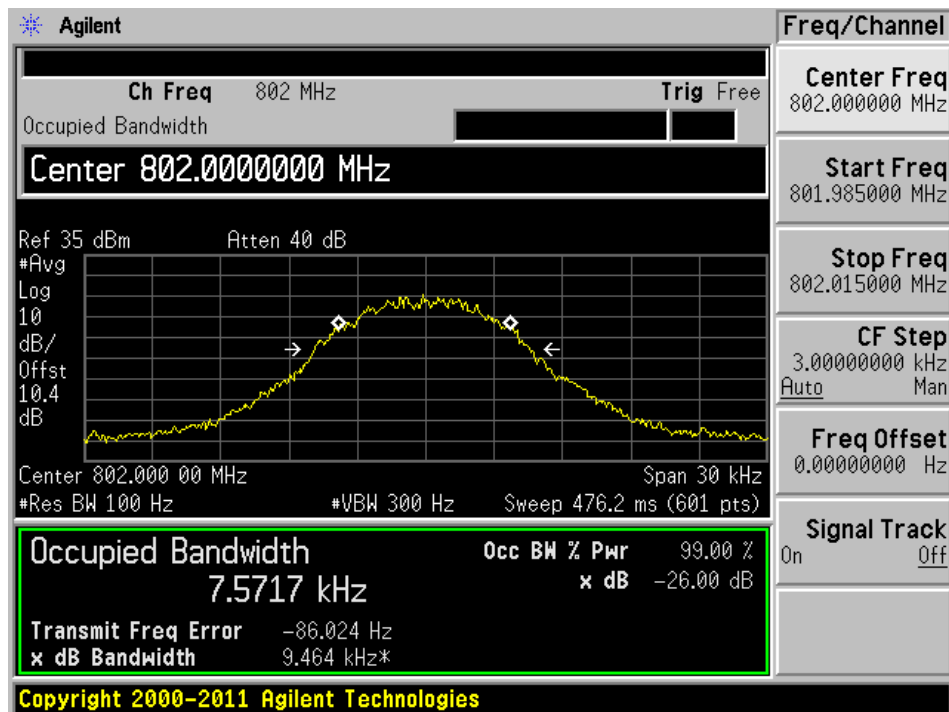 Agilent
Freq/Channel
Ch Freq 802 MHz Trig Free
Occupied Bandwidth
Center 802.0000000 MHz
Ref 35 dBm Atten 40 dB
#Avg
Log
10
dB/
Offst
10.4
dB
Center 802.000 00 MHz Span 30 kHz
#Res BW 100 Hz #VBW 300 Hz Sweep 476.2 ms (601 pts)
Occupied Bandwidth
7.5717 kHz
Occ BW % Pwr 99.00 %
x dB -26.00 dB
Transmit Freq Error -86.024 Hz
x dB Bandwidth 9.464 kHz*
Copyright 2000-2011 Agilent Technologies
Center Freq
802.000000 MHz
Start Freq
801.985000 MHz
Stop Freq
802.015000 MHz
CF Step
3.00000000 kHz
Auto Man
Freq Offset
0.00000000 Hz
Signal Track
On Off